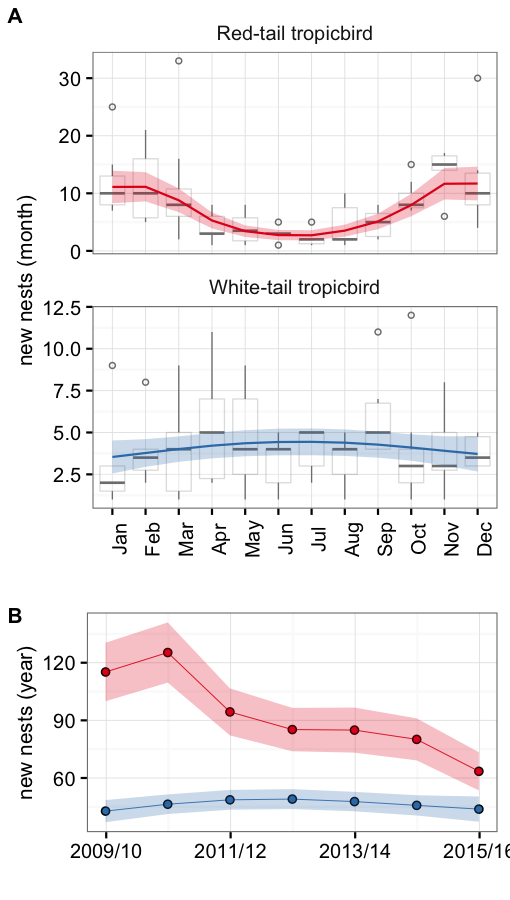 A
Red-tail tropicbird
30
20
10
0
White-tail tropicbird
12.5
10.0
7.5
5.0
2.5
new nests (month)
Jan Feb Mar Apr May Jun Jul Aug Sep Oct Nov Dec
B
120
90
60
new nests (year)
2009/10 2011/12 2013/14 2015/16